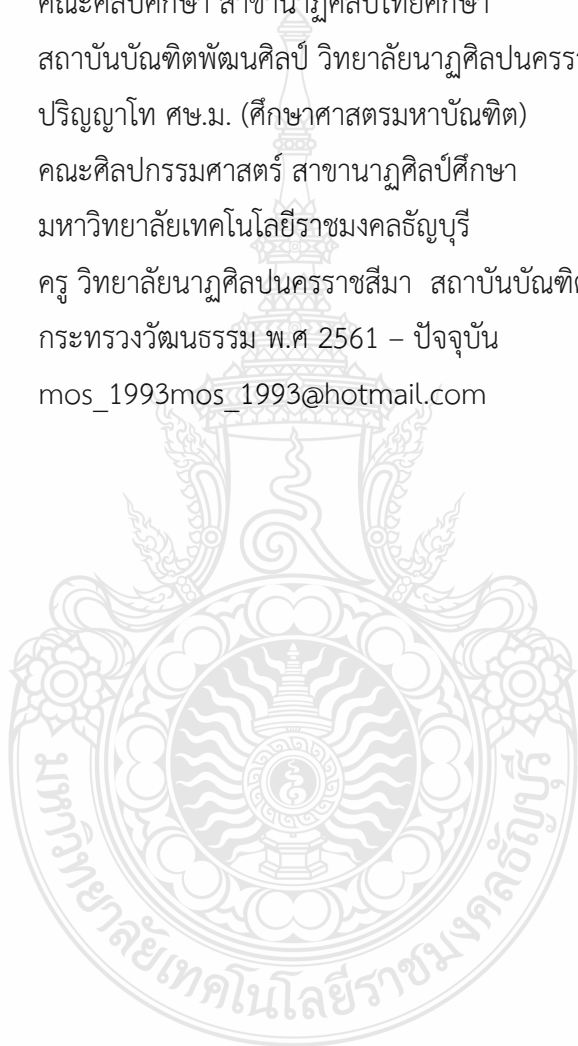 คณะศิลปศึกษา สาขานาฏศิลป์ไทยศึกษา
สถาบันบัณฑิตพัฒนศิลป์ วิทยาลัยนาฏศิลปนครรา
ปริญญาโท ศษ.ม. (ศึกษาศาสตรมหาบัณฑิต)
คณะศิลปกรรมศาสตร์ สาขานาฏศิลป์ศึกษา
มหาวิทยาลัยเทคโนโลยีราชมงคลธัญบุรี
ครู วิทยาลัยนาฏศิลปนครราชสีมา สถาบันบัณฑิต
กระทรวงวัฒนธรรม พ.ศ 2561 – ปัจจุบัน
mos_1993mos_1993@hotmail.com
มหาวิทยาลัยเทคโนโลยีราชมงคลธัญบุรี